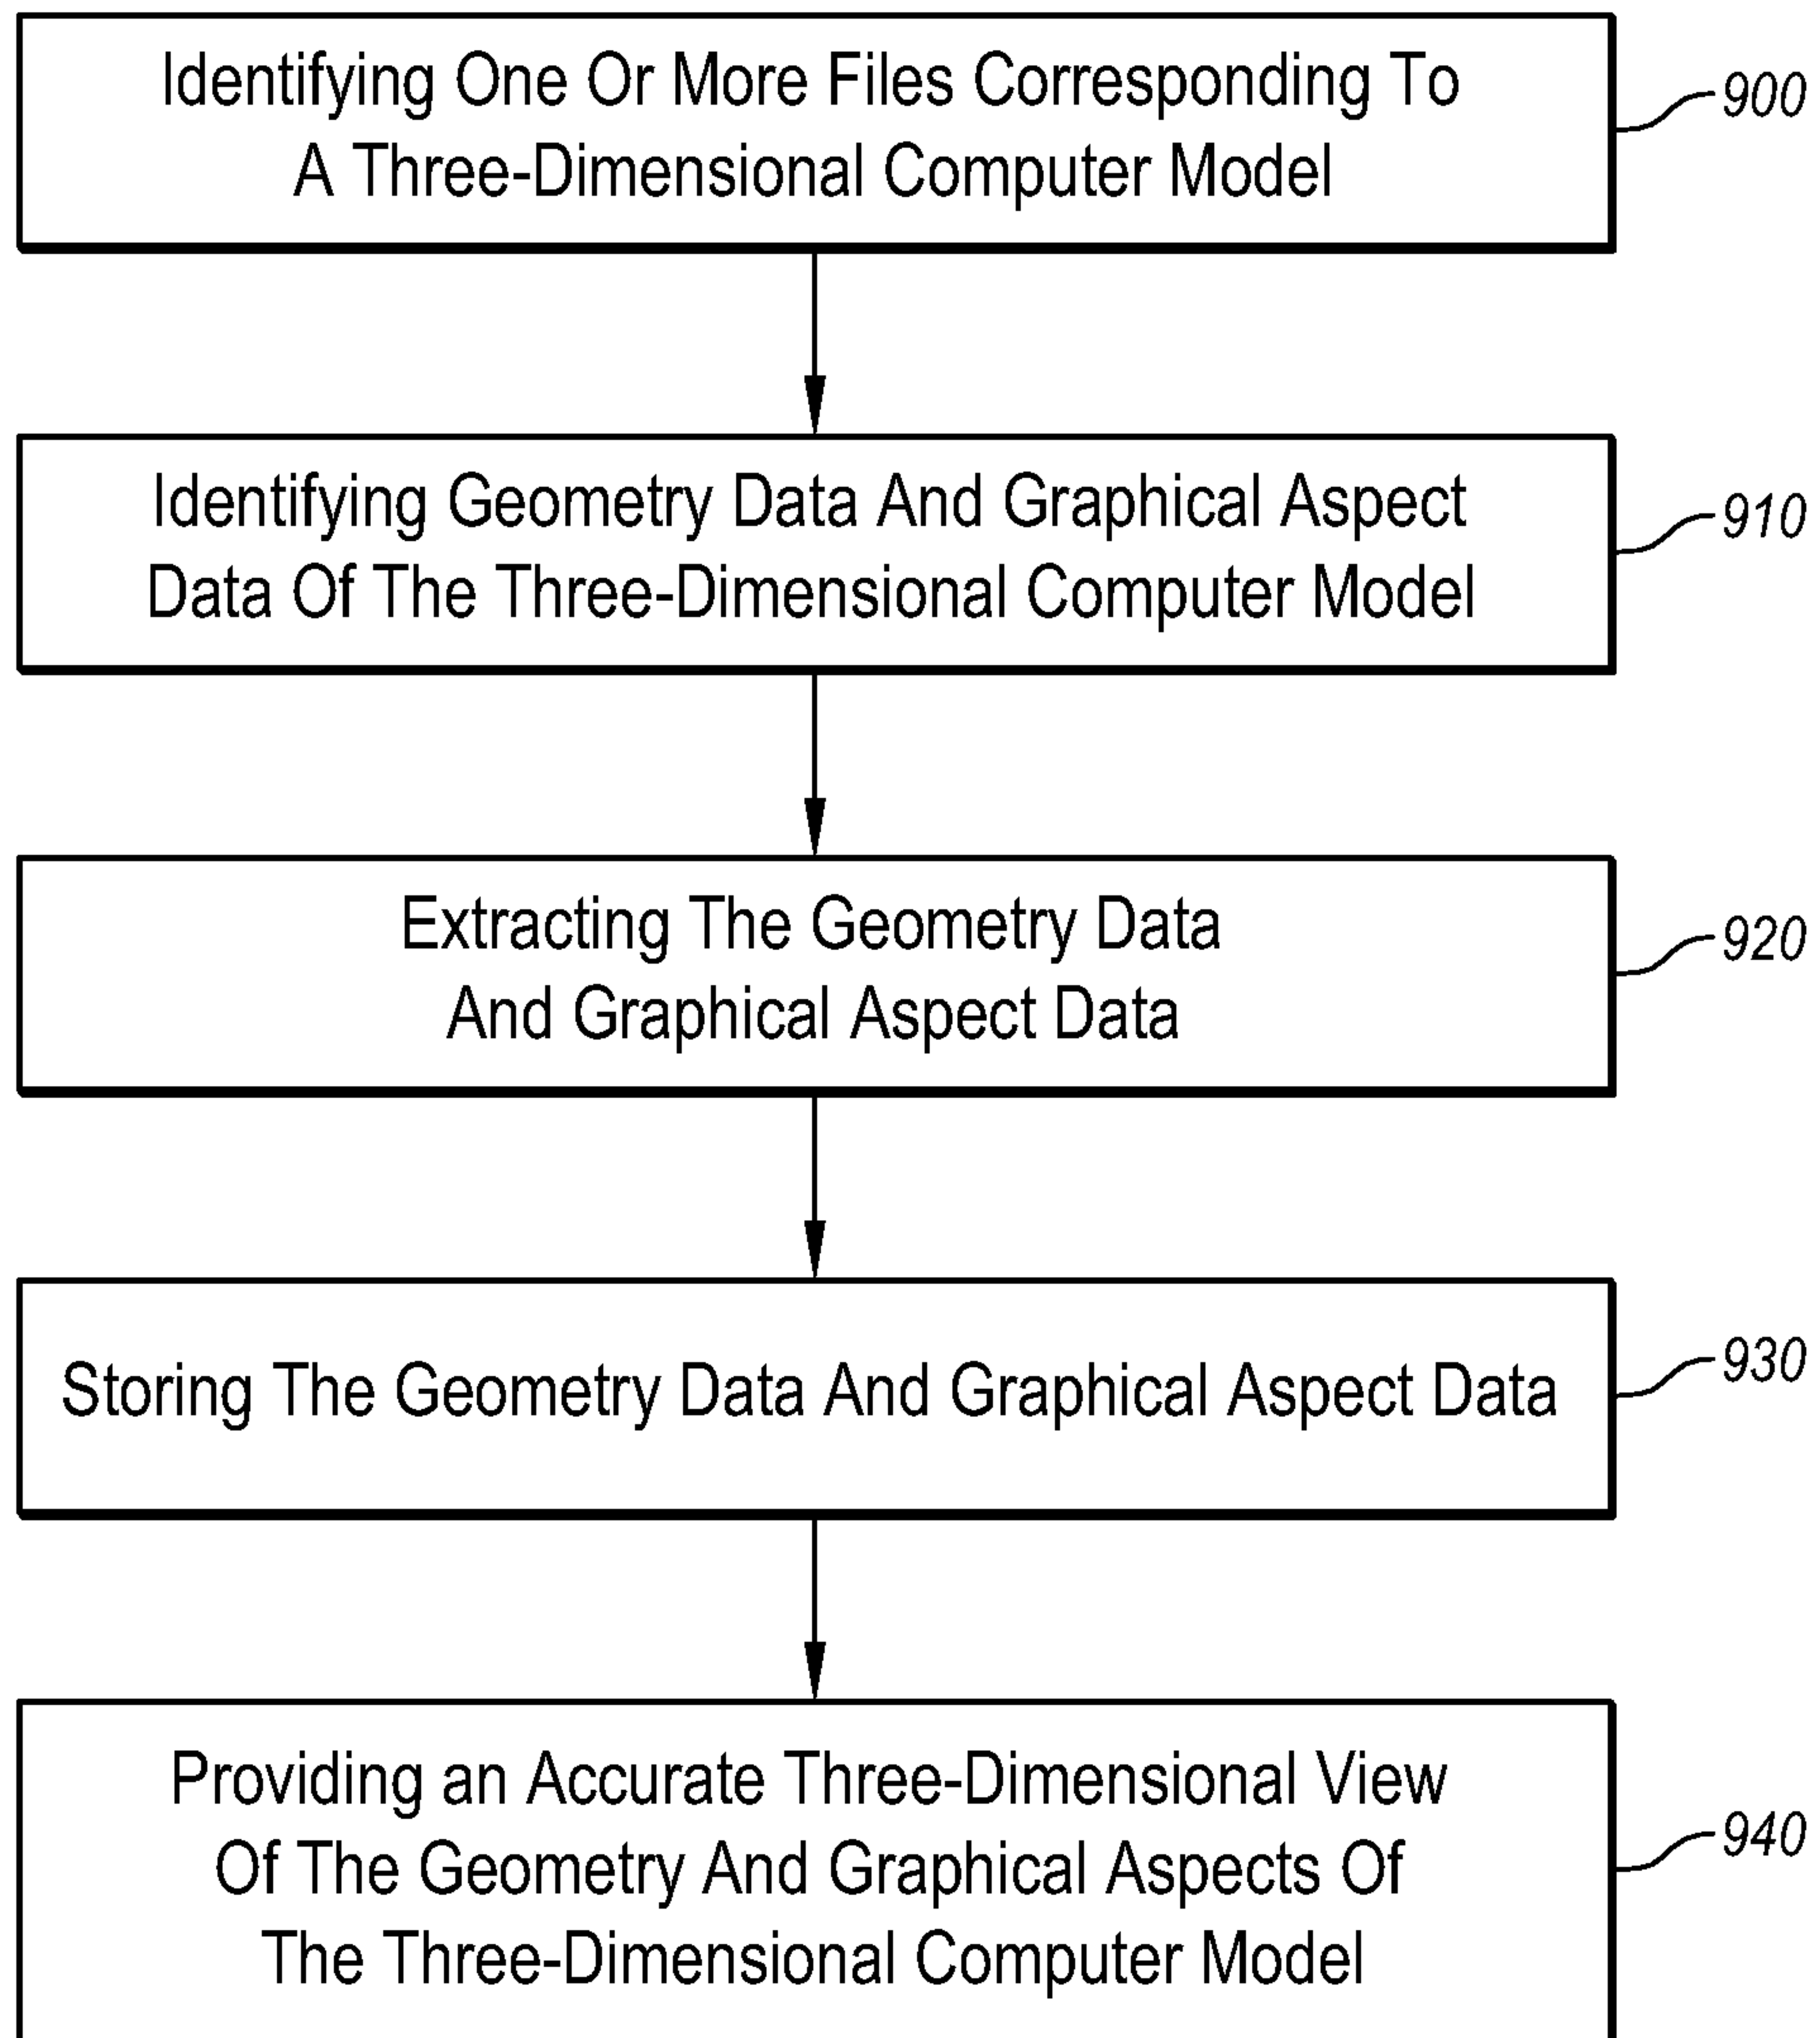 Identifying One Or More Files Corresponding To
A Three-Dimensional Computer Model
900
Identifying Geometry Data And Graphical Aspect
Data Of The Three-Dimensional Computer Model
910
Extracting The Geometry Data
And Graphical Aspect Data
920
Storing The Geometry Data And Graphical Aspect Data
930
Providing an Accurate Three-Dimensional View
Of The Geometry And Graphical Aspects Of
The Three-Dimensional Computer Model
940